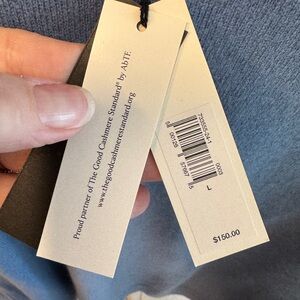 Proud partner of The Good Cashmere Standard® by AbTF.
www.thegoodcashmerestandard.org
L
$150.00